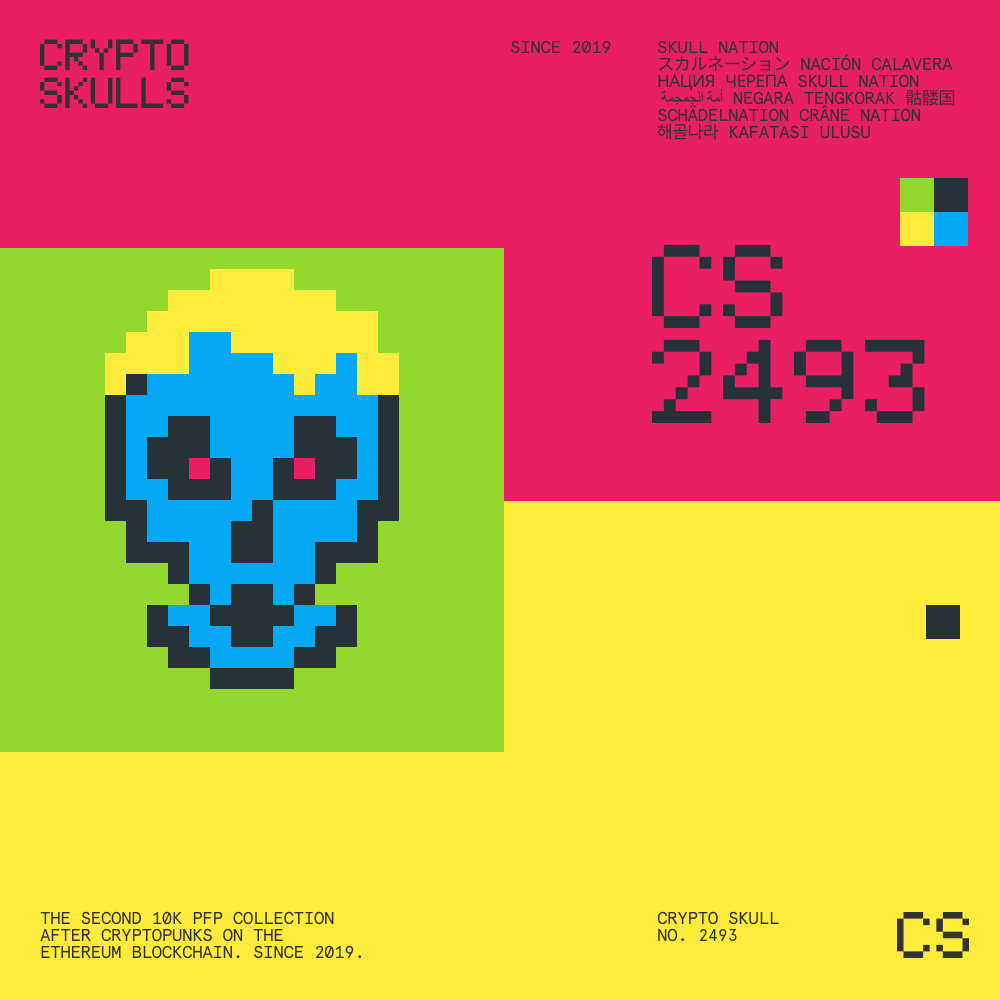 CRYPTO
SKULLS
SINCE 2019
SKULL NATION
スカルネーション NACIÓN CALAVERA
НАЦИЯ ЧЕРЕПА SKULL NATION
أمة الجمجمة NEGARA TENGKORAK 骷髅国
SCHÄDELNATION CRÂNE NATION
해골나라 KAFATASI ULUSU
CS
2493
THE SECOND 10K PFP COLLECTION
AFTER CRYPTOPUNKS ON THE
ETHEREUM BLOCKCHAIN. SINCE 2019.
CRYPTO SKULL
NO. 2493
CS